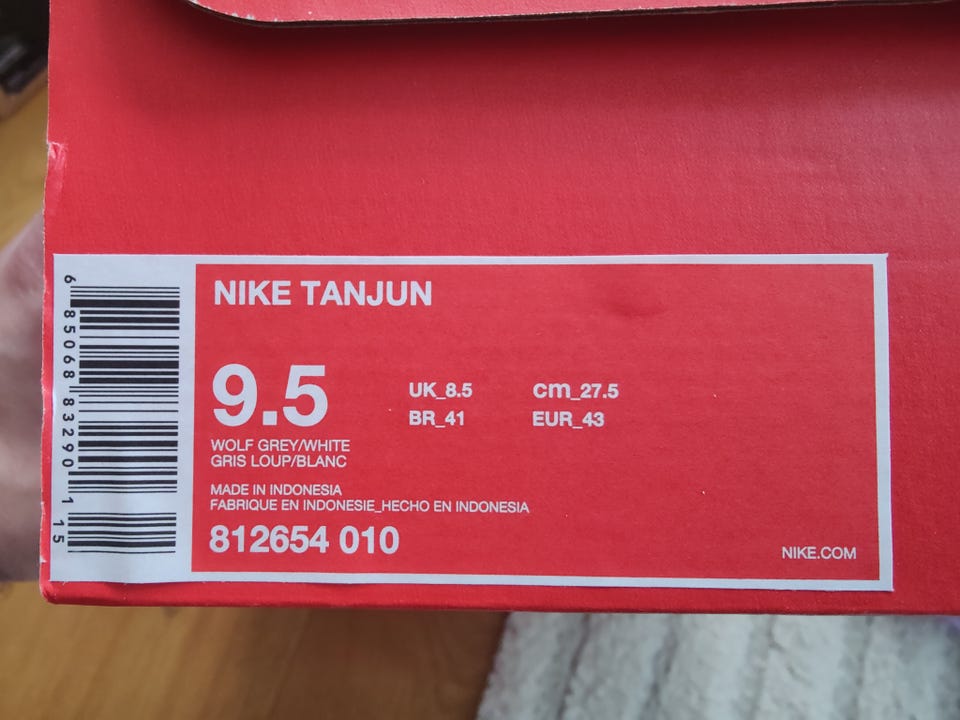 NIKE TANJUN
9.5
UK_8.5
cm_27.5
BR_41
EUR_43
WOLF GREY/WHITE
GRIS LOUP/BLANC
MADE IN INDONESIA
FABRIQUE EN INDONESIE_HECHO EN INDONESIA
812654 010
NIKE.COM
6 85068 83290 1 15